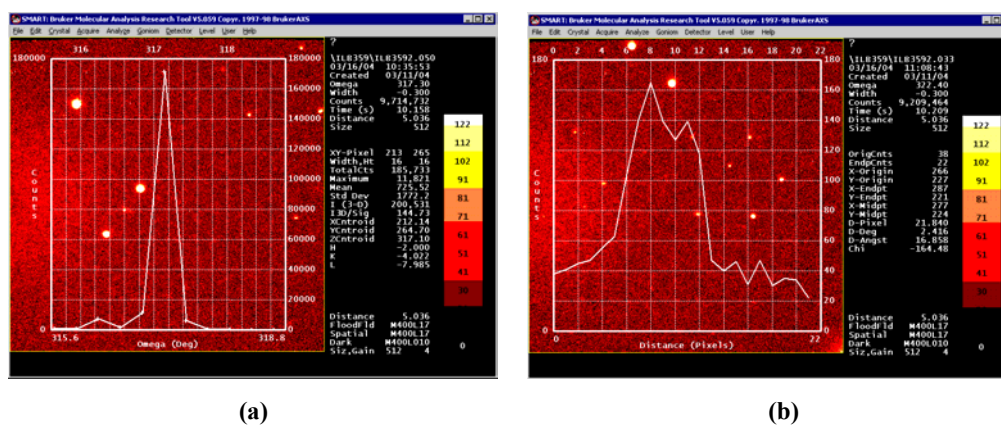 SMART: Bruker Molecular Analysis Research Tool V5.059 Copyr. 1997-98 BrukerAXS
File Edit Crystal Acquire Analyze Goniom Detector Level User Help
316 317 318
180000 180000
160000 160000
140000 140000
120000 120000
100000 100000
80000 80000
60000 60000
40000 40000
20000 20000
0 0
Counts
315.6 318.8
Omega (Deg)
?
\ILB359\ILB3592.050
03/16/04 10:35:53
Created 03/11/04
Omega 317.30
Width -0.300
Counts 9,714,732
Time (s) 10.158
Distance 5.036
Size 512
XY-Pixel 213 265
Width,Ht 16 16
TotalCts 185,733
Maximum 11,821
Mean 725.52
Std Dev 1772.2
I (3-D) 200,531
I3D/Sig 144.73
XCntroid 212.14
YCntroid 264.70
ZCntroid 317.10
H -2.000
K -4.022
L -7.985
Distance 5.036
FloodFld M400L17
Spatial M400L17
Dark M400L010
Siz,Gain 512 4
122
112
102
91
81
71
61
51
41
30
0
(a)
SMART: Bruker Molecular Analysis Research Tool V5.059 Copyr. 1997-98 BrukerAXS
File Edit Crystal Acquire Analyze Goniom Detector Level User Help
0 2 4 6 8 10 12 14 16 18 20 22
180 180
160
140
120
100
80
60
40
20
0 0
Counts
0 22
Distance (Pixels)
?
\ILB359\ILB3592.033
03/16/04 11:08:43
Created 03/11/04
Omega 322.40
Width -0.300
Counts 9,209,464
Time (s) 10.209
Distance 5.036
Size 512
OrigCnts 38
EndpCnts 22
X-Origin 266
Y-Origin 227
X-Endpt 287
Y-Endpt 221
X-Midpt 277
Y-Midpt 224
D-Pixel 21.840
D-Deg 2.416
D-Angst 16.858
Chi -164.48
Distance 5.036
FloodFld M400L17
Spatial M400L17
Dark M400L010
Siz,Gain 512 4
122
112
102
91
81
71
61
51
41
30
0
(b)